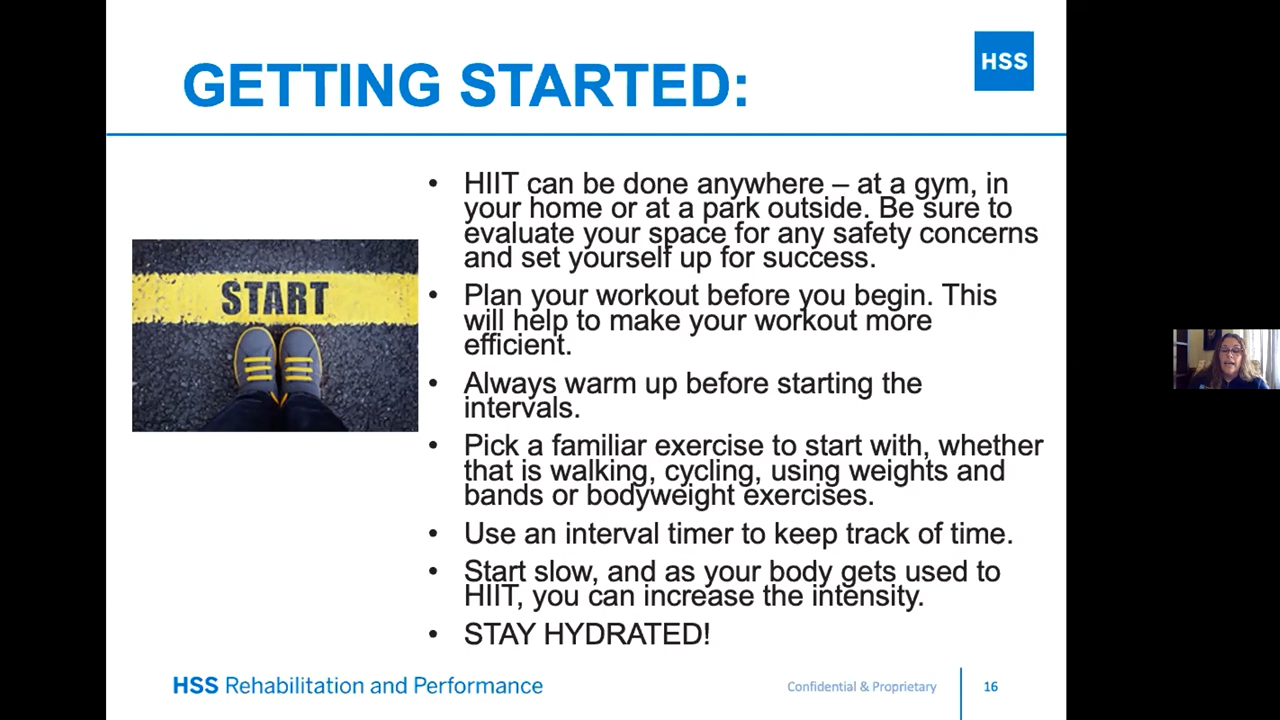 GETTING STARTED:
HSS
START
• HIIT can be done anywhere – at a gym, in
your home or at a park outside. Be sure to
evaluate your space for any safety concerns
and set yourself up for success.
• Plan your workout before you begin. This
will help to make your workout more
efficient.
• Always warm up before starting the
intervals.
• Pick a familiar exercise to start with, whether
that is walking, cycling, using weights and
bands or bodyweight exercises.
• Use an interval timer to keep track of time.
• Start slow, and as your body gets used to
HIIT, you can increase the intensity.
• STAY HYDRATED!
HSS Rehabilitation and Performance
Confidential & Proprietary
16